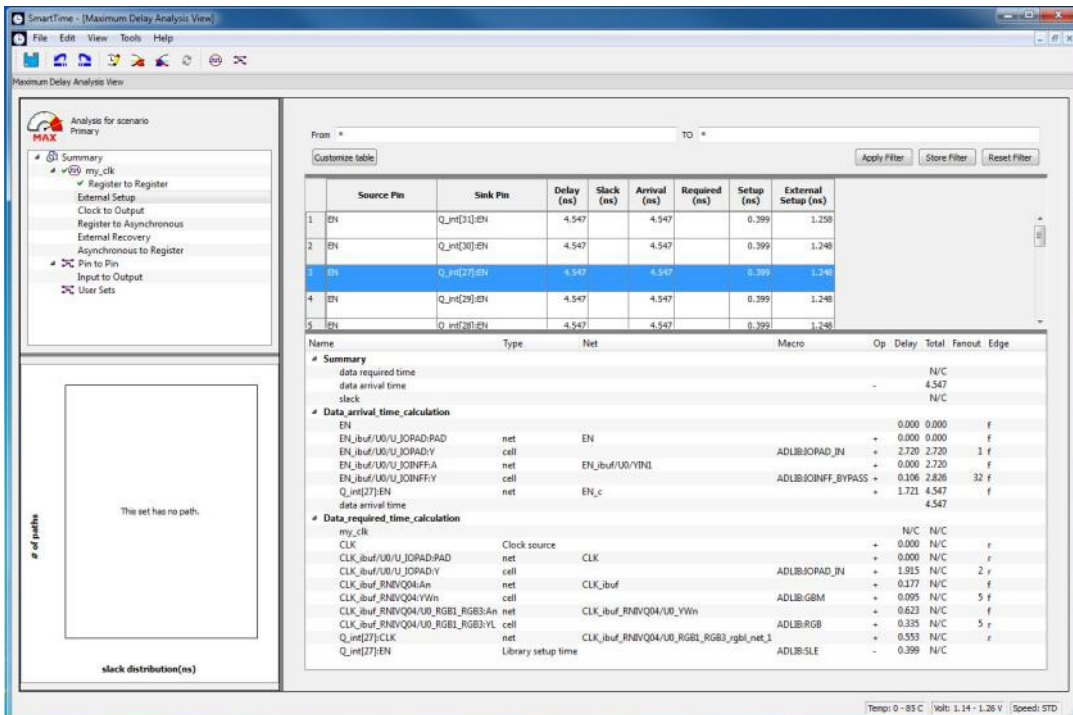 SmartTime - [Maximum Delay Analysis View]
File Edit View Tools Help
Maximum Delay Analysis View
MAX
Analysis for scenario
Primary
Summary
my_clk
Register to Register
External Setup
Clock to Output
Register to Asynchronous
External Recovery
Asynchronous to Register
Pin to Pin
Input to Output
User Sets
# of paths
This set has no path.
slack distribution(ns)
From * TO *
Customize table Apply Filter Store Filter Reset Filter
Source Pin Sink Pin Delay (ns) Slack (ns) Arrival (ns) Required (ns) Setup (ns) External Setup (ns)
1 EN Q_int[31]:EN 4.547 4.547 0.399 1.258
2 EN Q_int[30]:EN 4.547 4.547 0.399 1.248
3 EN Q_int[27]:EN 4.547 4.547 0.399 1.248
4 EN Q_int[29]:EN 4.547 4.547 0.399 1.248
5 EN Q_int[28]:EN 4.547 4.547 0.399 1.248
Name Type Net Macro Op Delay Total Fanout Edge
Summary
data required time N/C
data arrival time - 4.547
slack N/C
Data_arrival_time_calculation
EN 0.000 0.000 f
EN_ibuf/U0/U_IOPAD:PAD net EN + 0.000 0.000 f
EN_ibuf/U0/U_IOPAD:Y cell ADLIB:IOPAD_IN + 2.720 2.720 1 f
EN_ibuf/U0/U_IOINFF:A net EN_ibuf/U0/YIN1 + 0.000 2.720 f
EN_ibuf/U0/U_IOINFF:Y cell ADLIB:IOINFF_BYPASS + 0.106 2.826 32 f
Q_int[27]:EN net EN_c + 1.721 4.547 f
data arrival time 4.547
Data_required_time_calculation
my_clk N/C N/C
CLK Clock source + 0.000 N/C r
CLK_ibuf/U0/U_IOPAD:PAD net CLK + 0.000 N/C r
CLK_ibuf/U0/U_IOPAD:Y cell ADLIB:IOPAD_IN + 1.915 N/C 2 r
CLK_ibuf_RNIVQ04:An net CLK_ibuf + 0.177 N/C f
CLK_ibuf_RNIVQ04:YWn cell ADLIB:GBM + 0.095 N/C 5 f
CLK_ibuf_RNIVQ04/U0_RGB1_RGB3:An net CLK_ibuf_RNIVQ04/U0_YWn + 0.623 N/C f
CLK_ibuf_RNIVQ04/U0_RGB1_RGB3:YL cell ADLIB:RGB + 0.335 N/C 5 r
Q_int[27]:CLK net CLK_ibuf_RNIVQ04/U0_RGB1_RGB3_rgbl_net_1 + 0.553 N/C r
Q_int[27]:EN Library setup time ADLIB:SLE - 0.399 N/C
Temp: 0 - 85 C Volt: 1.14 - 1.26 V Speed: STD